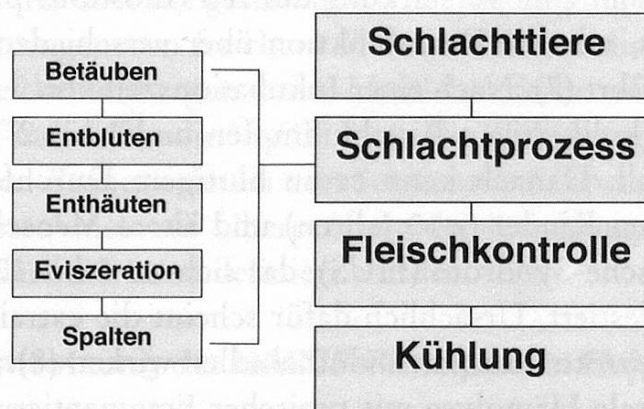 Betäuben
Entbluten
Enthäuten
Eviszeration
Spalten
Schlachttiere
Schlachtprozess
Fleischkontrolle
Kühlung